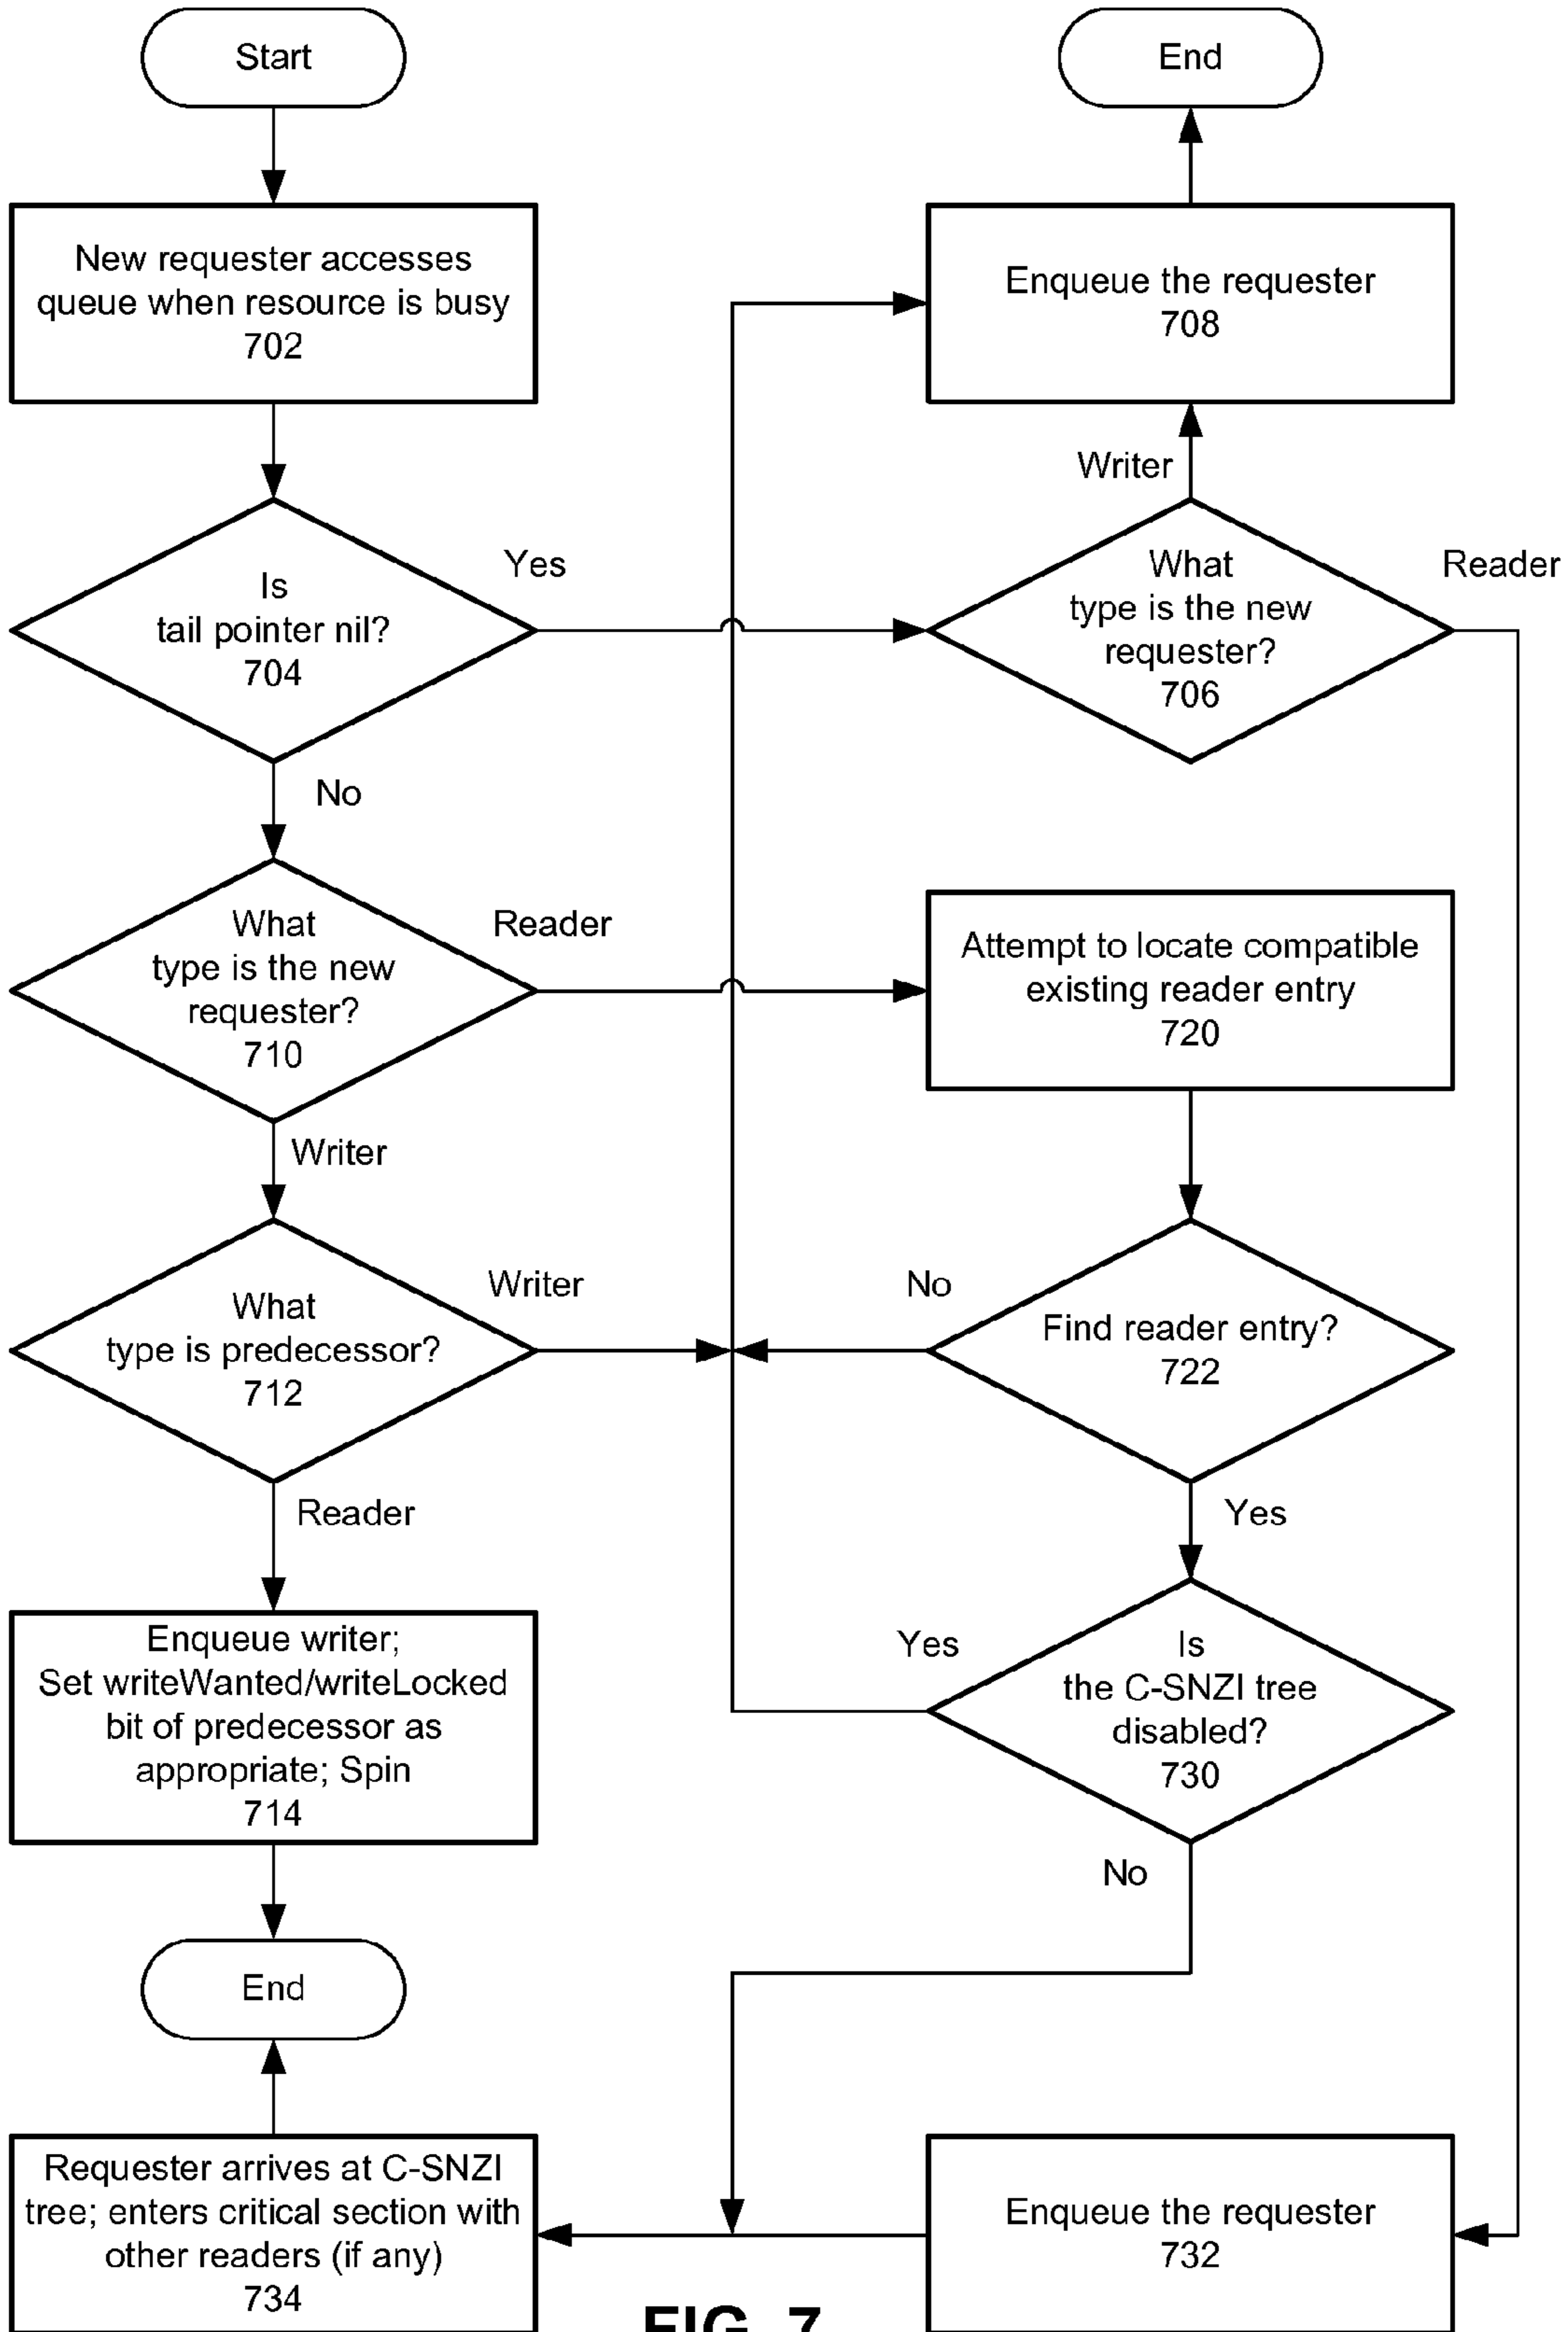 Start
End
New requester accesses
queue when resource is busy
702
Enqueue the requester
708
Writer
Is
tail pointer nil?
704
Yes
What
type is the new
requester?
706
Reader
No
What
type is the new
requester?
710
Reader
Attempt to locate compatible
existing reader entry
720
Writer
What
type is predecessor?
712
Writer
No
Find reader entry?
722
Reader
Yes
Enqueue writer;
Set writeWanted/writeLocked
bit of predecessor as
appropriate; Spin
714
Yes
Is
the C-SNZI tree
disabled?
730
No
End
Requester arrives at C-SNZI
tree; enters critical section with
other readers (if any)
734
Enqueue the requester
732
FIG. 7